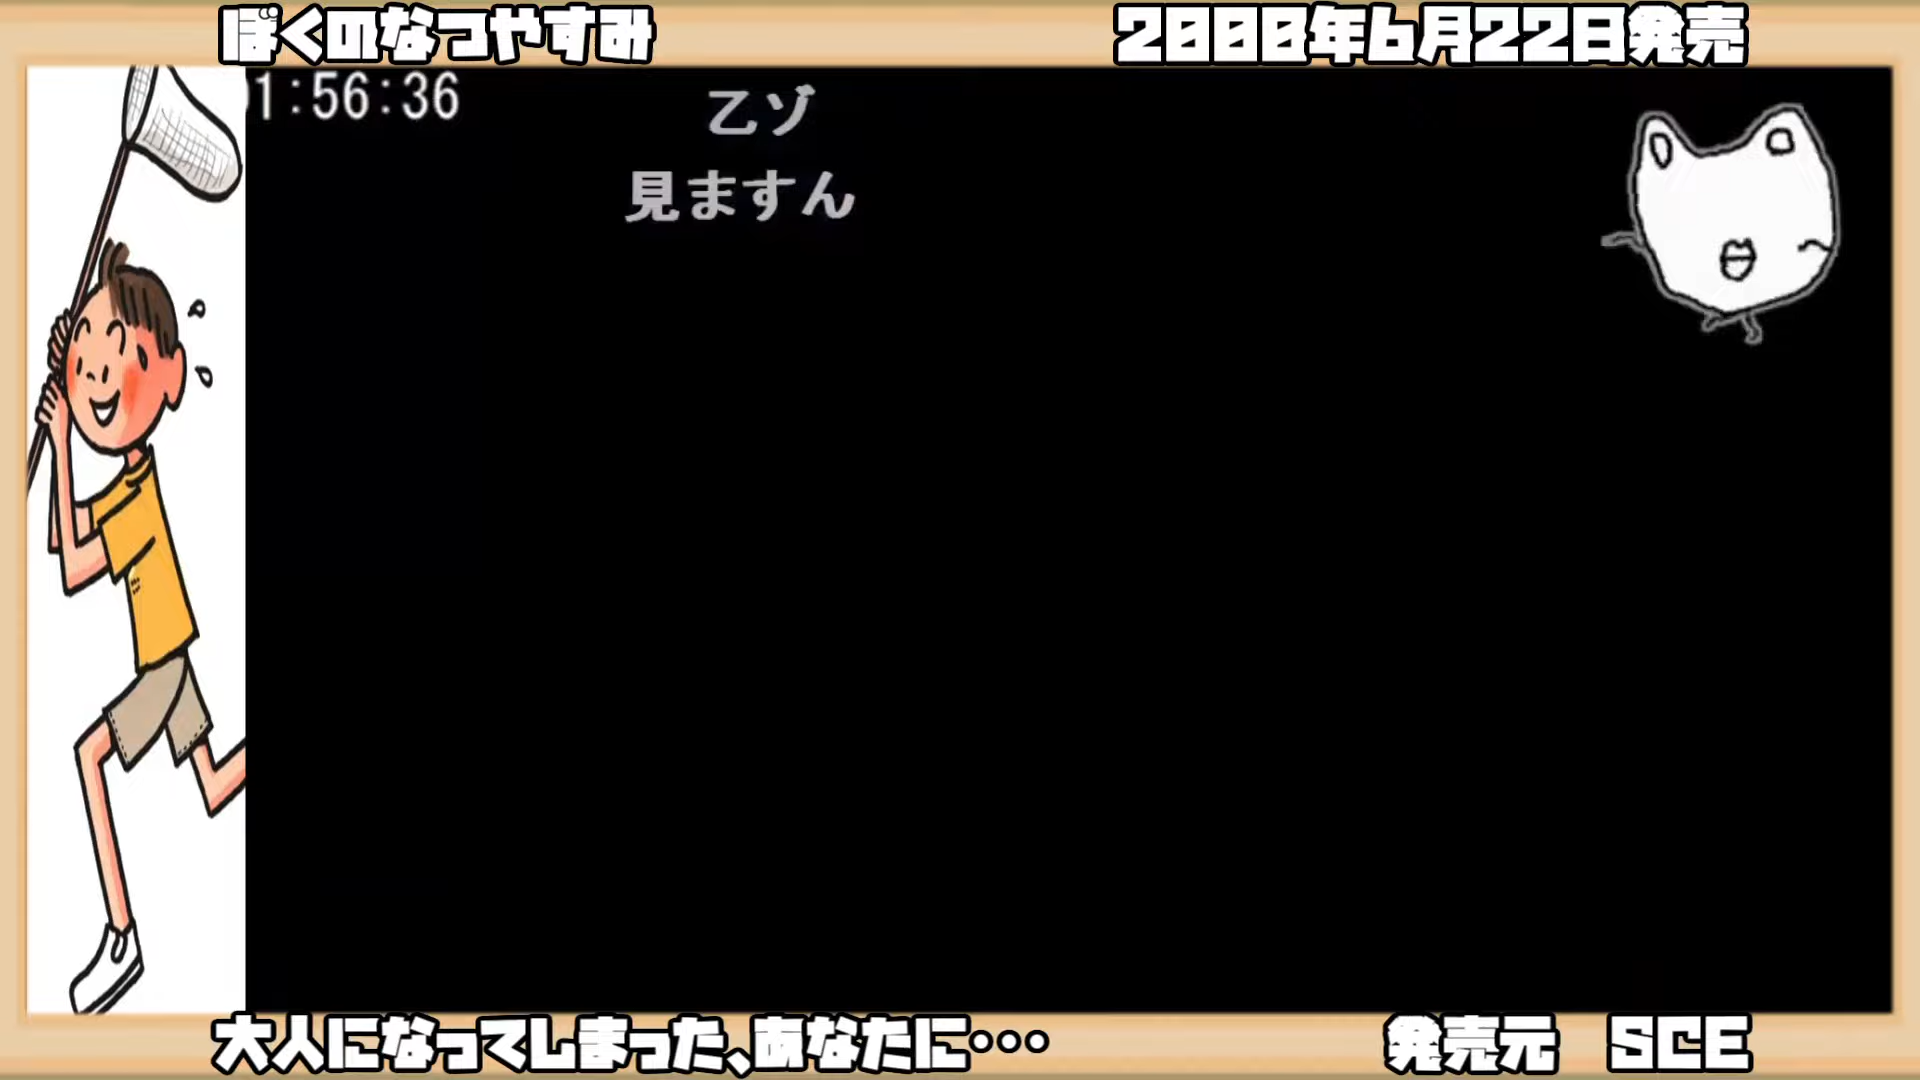 ぼくのなつやすみ
2000年6月22日発売
1:56:36
乙ゾ
見ますん
大人になってしまった、あなたに・・・
発売元 SCE